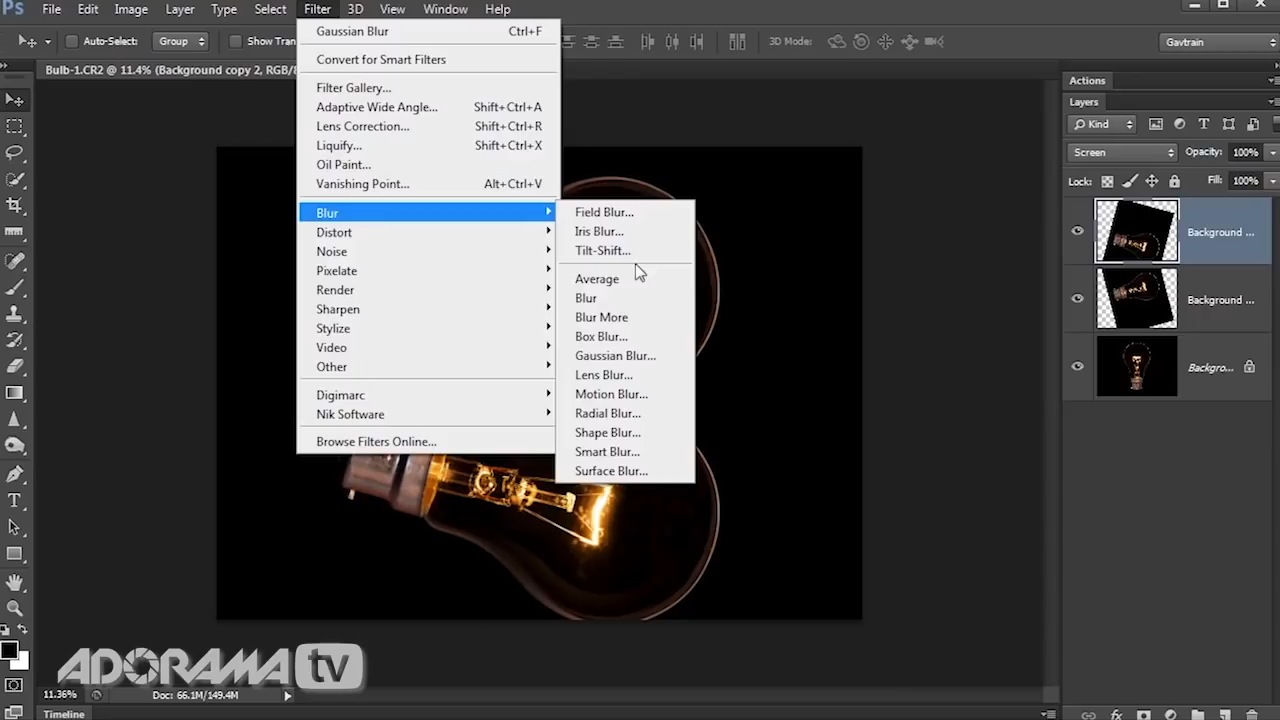 Ps File Edit Image Layer Type Select Filter 3D View Window Help
Auto-Select: Group Show Tran 3D Mode: Gavtrain
Bulb-1.CR2 @ 11.4% (Background copy 2, RGB/8
Gaussian Blur Ctrl+F
Convert for Smart Filters
Filter Gallery...
Adaptive Wide Angle... Shift+Ctrl+A
Lens Correction... Shift+Ctrl+R
Liquify... Shift+Ctrl+X
Oil Paint...
Vanishing Point... Alt+Ctrl+V
Blur
Distort
Noise
Pixelate
Render
Sharpen
Stylize
Video
Other
Digimarc
Nik Software
Browse Filters Online...
Field Blur...
Iris Blur...
Tilt-Shift...
Average
Blur
Blur More
Box Blur...
Gaussian Blur...
Lens Blur...
Motion Blur...
Radial Blur...
Shape Blur...
Smart Blur...
Surface Blur...
Actions
Layers
Kind
Screen Opacity: 100%
Lock: Fill: 100%
Background ...
Background ...
Backgro...
ADORAMA tv
11.36% Doc: 66.1M/149.4M
Timeline